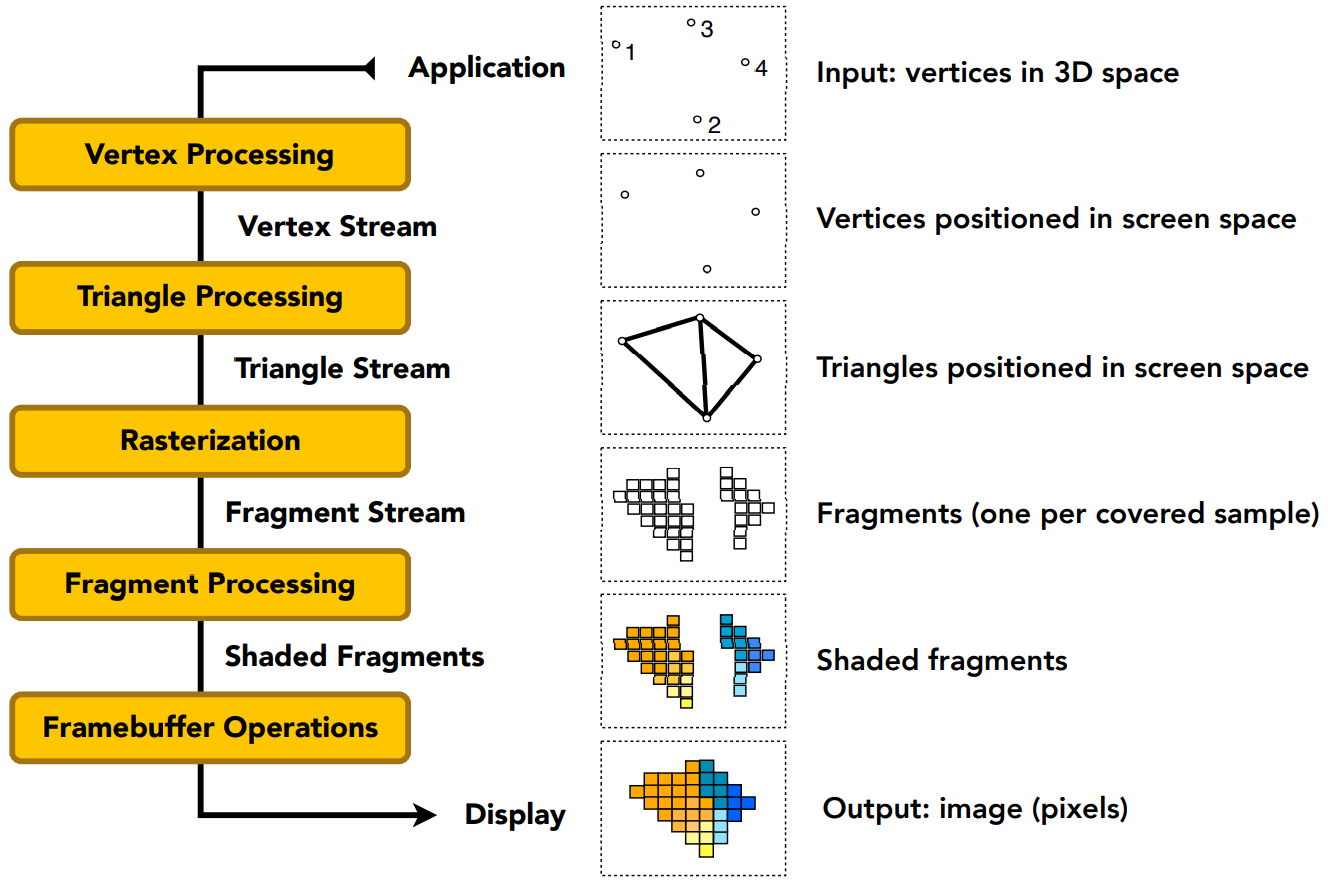 Application
3
1
4
2
Input: vertices in 3D space
Vertex Processing
Vertex Stream
Vertices positioned in screen space
Triangle Processing
Triangle Stream
Triangles positioned in screen space
Rasterization
Fragment Stream
Fragments (one per covered sample)
Fragment Processing
Shaded Fragments
Shaded fragments
Framebuffer Operations
Display
Output: image (pixels)